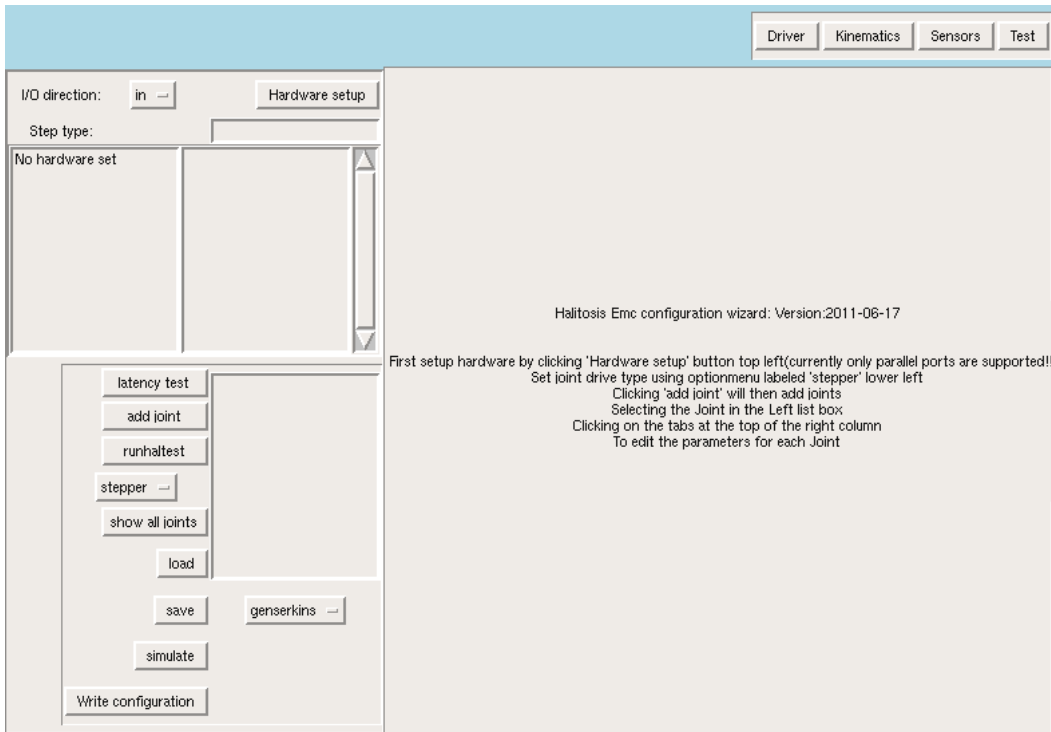 Driver Kinematics Sensors Test
I/O direction: in Hardware setup
Step type:
No hardware set
Halitosis Emc configuration wizard: Version:2011-06-17
First setup hardware by clicking 'Hardware setup' button top left(currently only parallel ports are supported!!
Set joint drive type using optionmenu labeled 'stepper' lower left
Clicking 'add joint' will then add joints
Selecting the Joint in the Left list box
Clicking on the tabs at the top of the right column
To edit the parameters for each Joint
latency test
add joint
runhaltest
stepper
show all joints
load
save genserkins
simulate
Write configuration